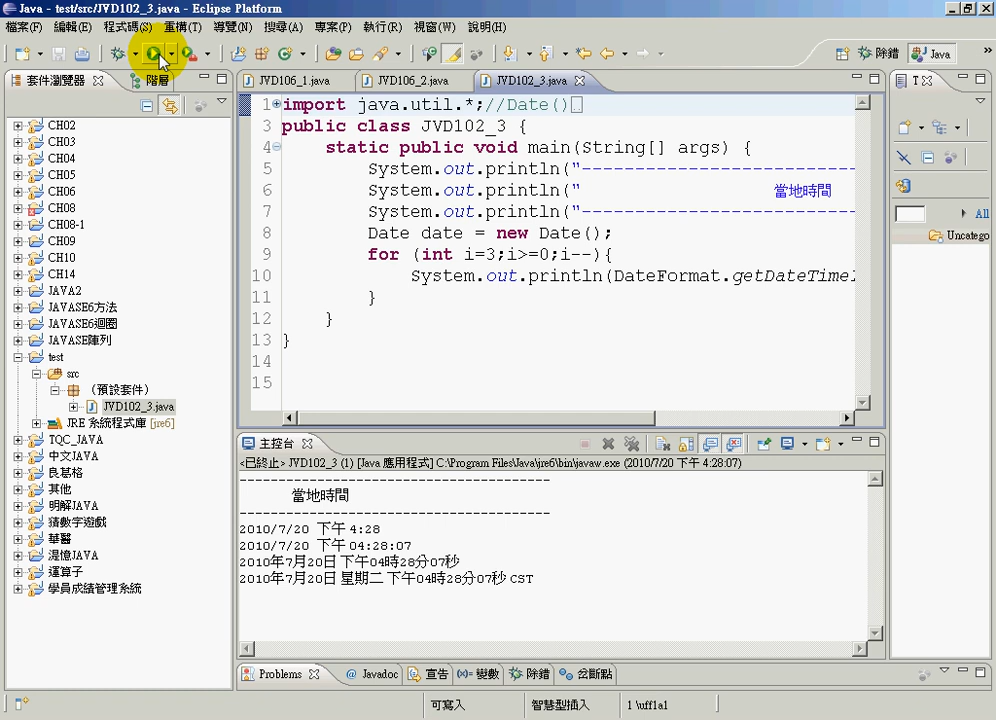 Java - test/src/JVD102_3.java - Eclipse Platform
檔案(F) 編輯(E) 程式碼(S) 重構(T) 導覽(N) 搜尋(A) 專案(P) 執行(R) 視窗(W) 說明(H)
» 除錯 Java
套件瀏覽器 階層
JVD106_1.java JVD106_2.java JVD102_3.java
T
CH02
CH03
CH04
CH05
CH06
CH08
CH08-1
CH09
CH10
CH14
JAVA2
JAVASE6方法
JAVASE6迴圈
JAVASE陣列
test
src
(預設套件)
JVD102_3.java
JRE 系統程式庫 [jre6]
TQC_JAVA
中文JAVA
良葛格
其他
明解JAVA
猜數字遊戲
華醫
湛憶JAVA
運算子
學員成績管理系統
1 import java.util.*;//Date()
3 public class JVD102_3 {
4 static public void main(String[] args) {
5 System.out.println("---------------------------
6 System.out.println(" 當地時間
7 System.out.println("---------------------------
8 Date date = new Date();
9 for (int i=3;i>=0;i--){
10 System.out.println(DateFormat.getDateTimeI
11 }
12 }
13 }
14
15
All
Uncatego
主控台
<已終止> JVD102_3 (1) [Java 應用程式] C:\Program Files\Java\jre6\bin\javaw.exe (2010/7/20 下午 4:28:07)
----------------------------------------
當地時間
----------------------------------------
2010/7/20 下午 4:28
2010/7/20 下午 04:28:07
2010年7月20日 下午04時28分07秒
2010年7月20日 星期二 下午04時28分07秒 CST
Problems @ Javadoc 宣告 (x)= 變數 除錯 岔斷點
可寫入 智慧型插入 1 \uff1a1